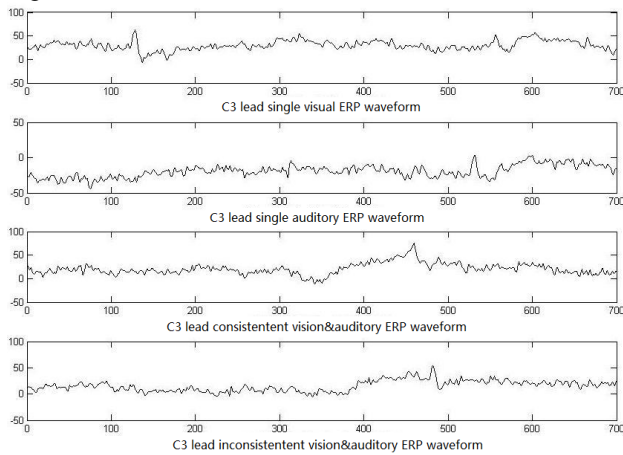 100
50
0
-50
0 100 200 300 400 500 600 700
C3 lead single visual ERP waveform
50
0
-50
0 100 200 300 400 500 600 700
C3 lead single auditory ERP waveform
100
50
0
-50
0 100 200 300 400 500 600 700
C3 lead consistentent vision&auditory ERP waveform
100
50
0
-50
0 100 200 300 400 500 600 700
C3 lead inconsistentent vision&auditory ERP waveform